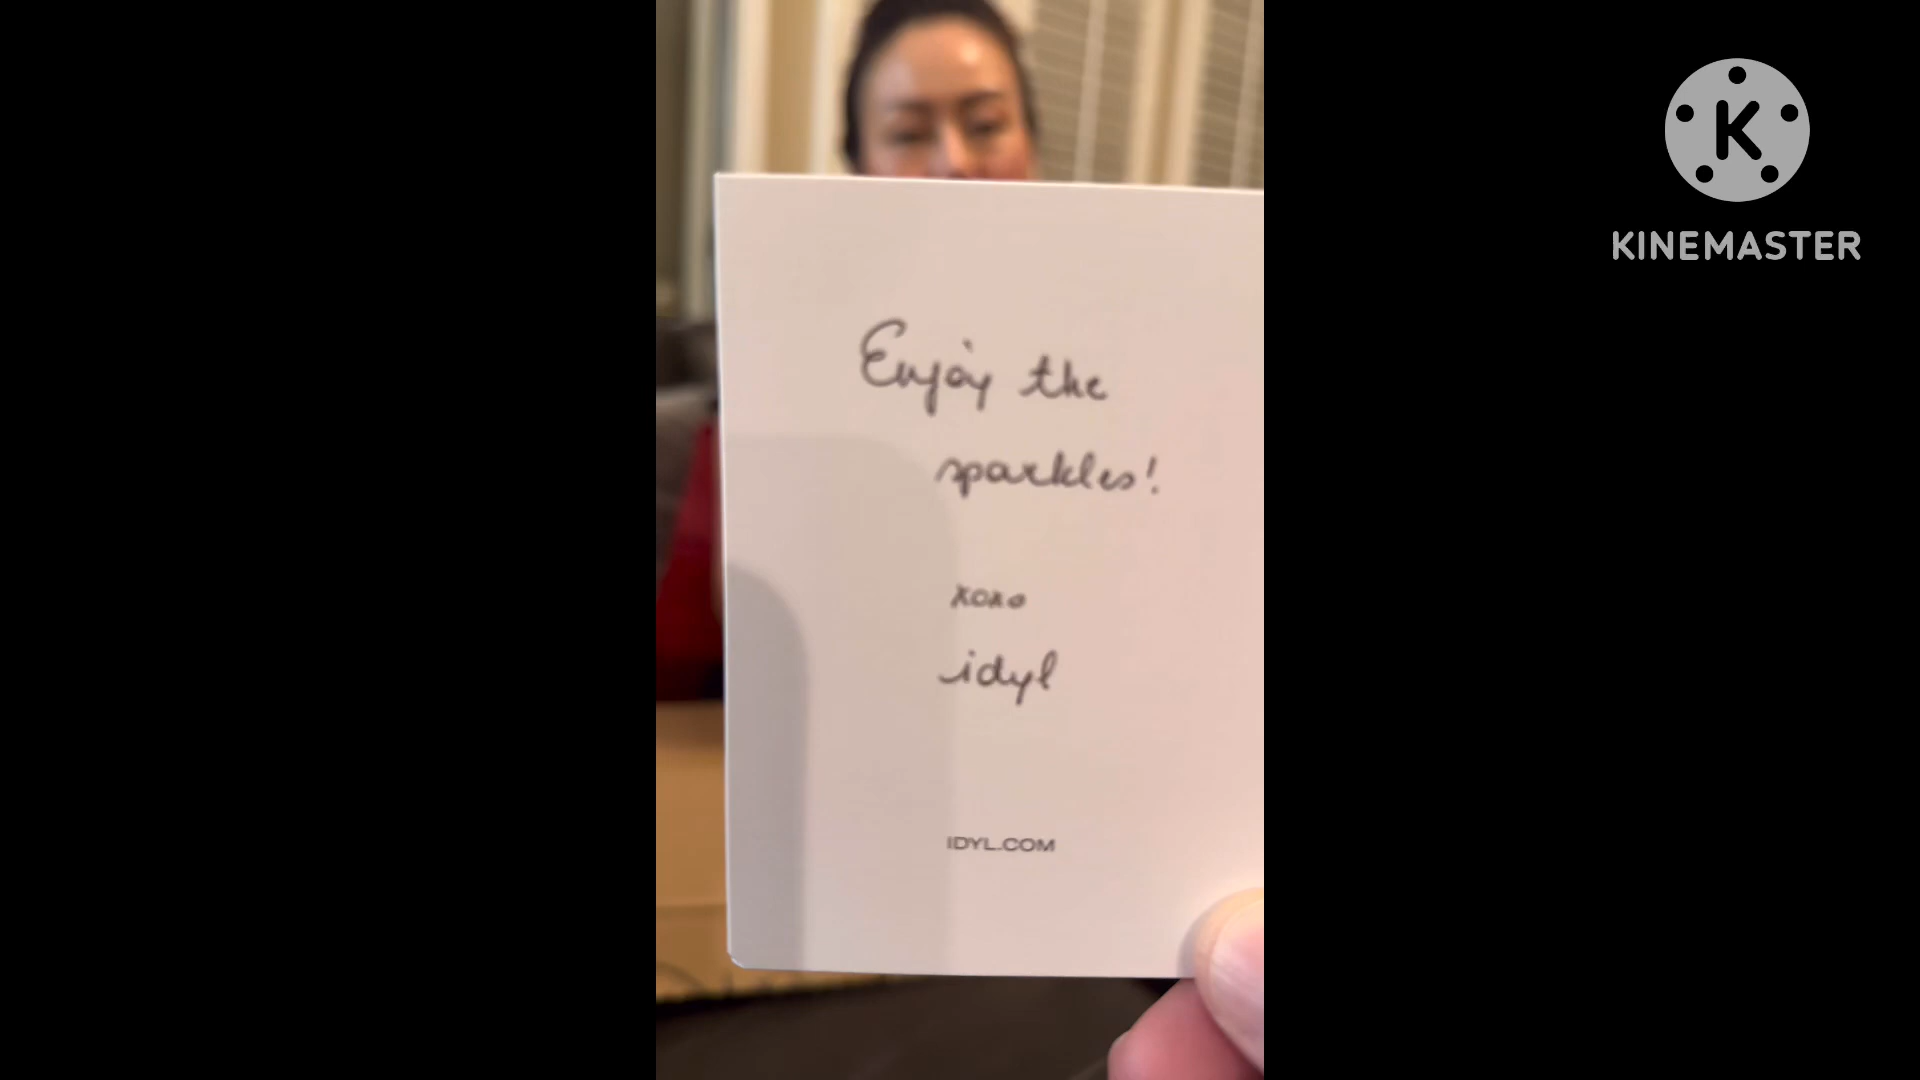 Enjoy the
sparkles!
xoxo
idyl
IDYL.COM
KINEMASTER